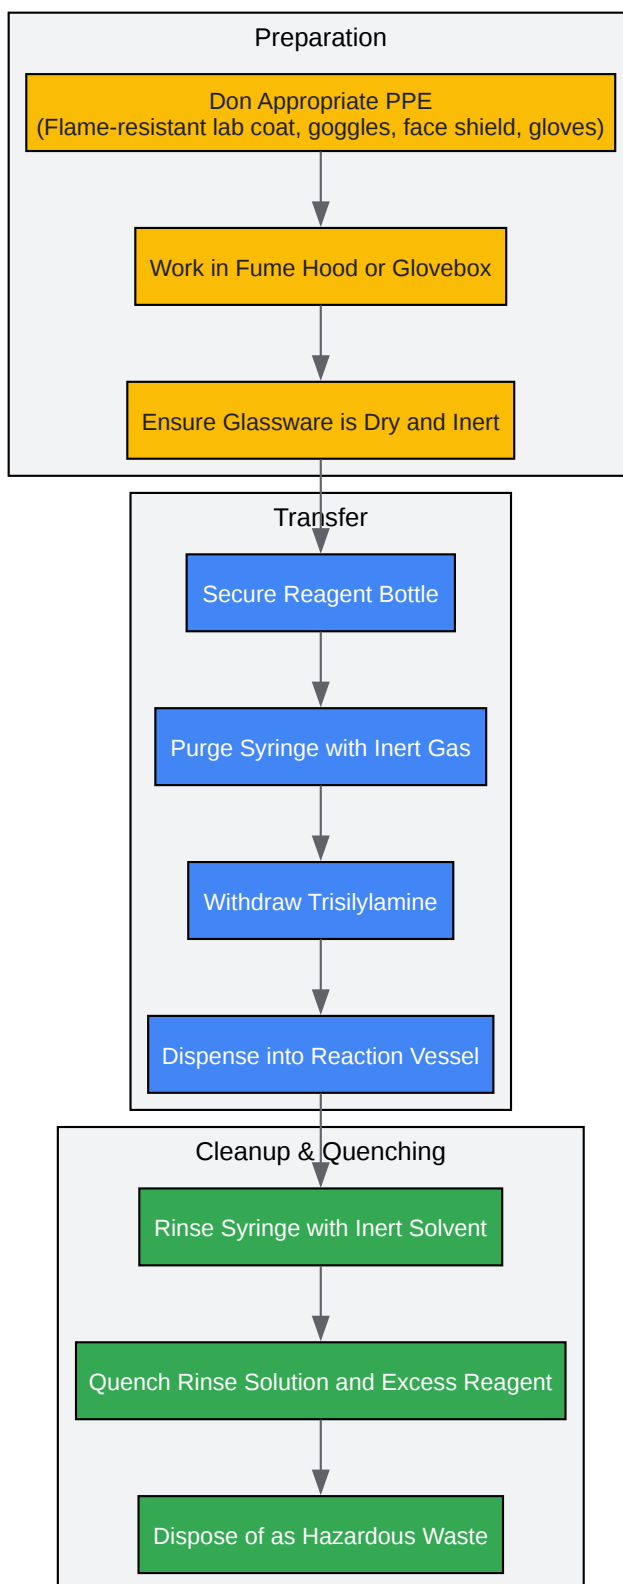 Preparation
Don Appropriate PPE
(Flame-resistant lab coat, goggles, face shield, gloves)
Work in Fume Hood or Glovebox
Ensure Glassware is Dry and Inert
Transfer
Secure Reagent Bottle
Purge Syringe with Inert Gas
Withdraw Trisilylamine
Dispense into Reaction Vessel
Cleanup & Quenching
Rinse Syringe with Inert Solvent
Quench Rinse Solution and Excess Reagent
Dispose of as Hazardous Waste